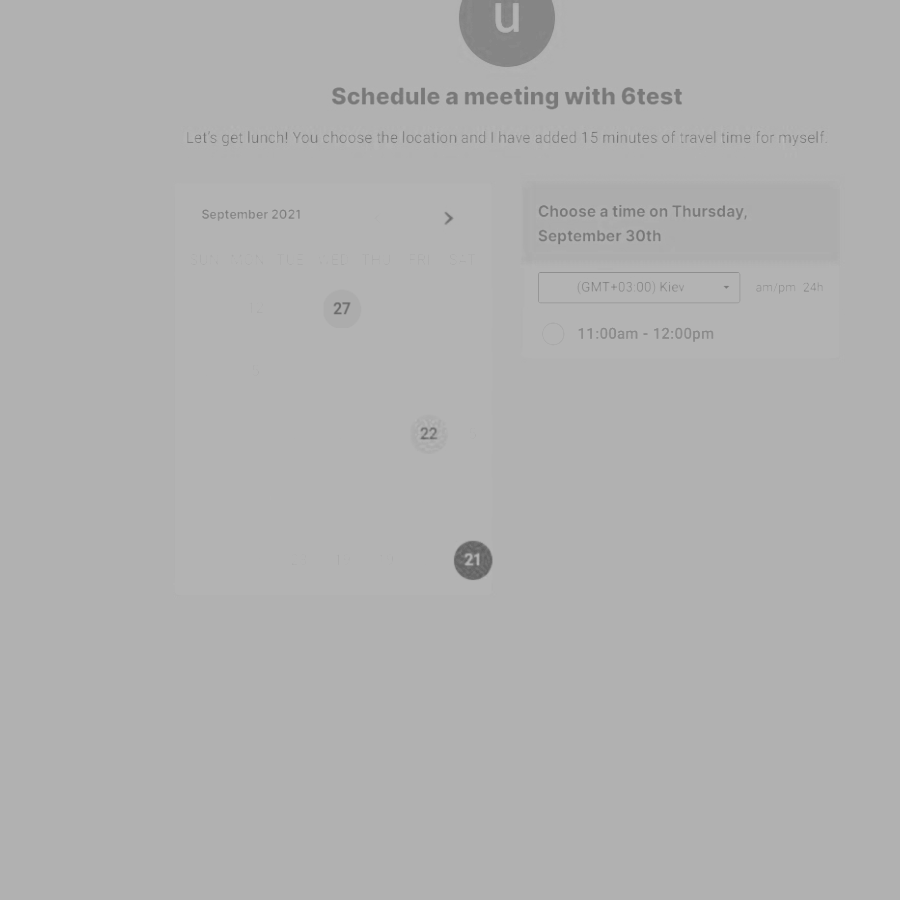 u
Schedule a meeting with 6test
Let's get lunch! You choose the location and I have added 15 minutes of travel time for myself.
September 2021
SUN MON TUE WED THU FRI SAT
27
22
21
Choose a time on Thursday,
September 30th
(GMT+03:00) Kiev
am/pm 24h
11:00am - 12:00pm